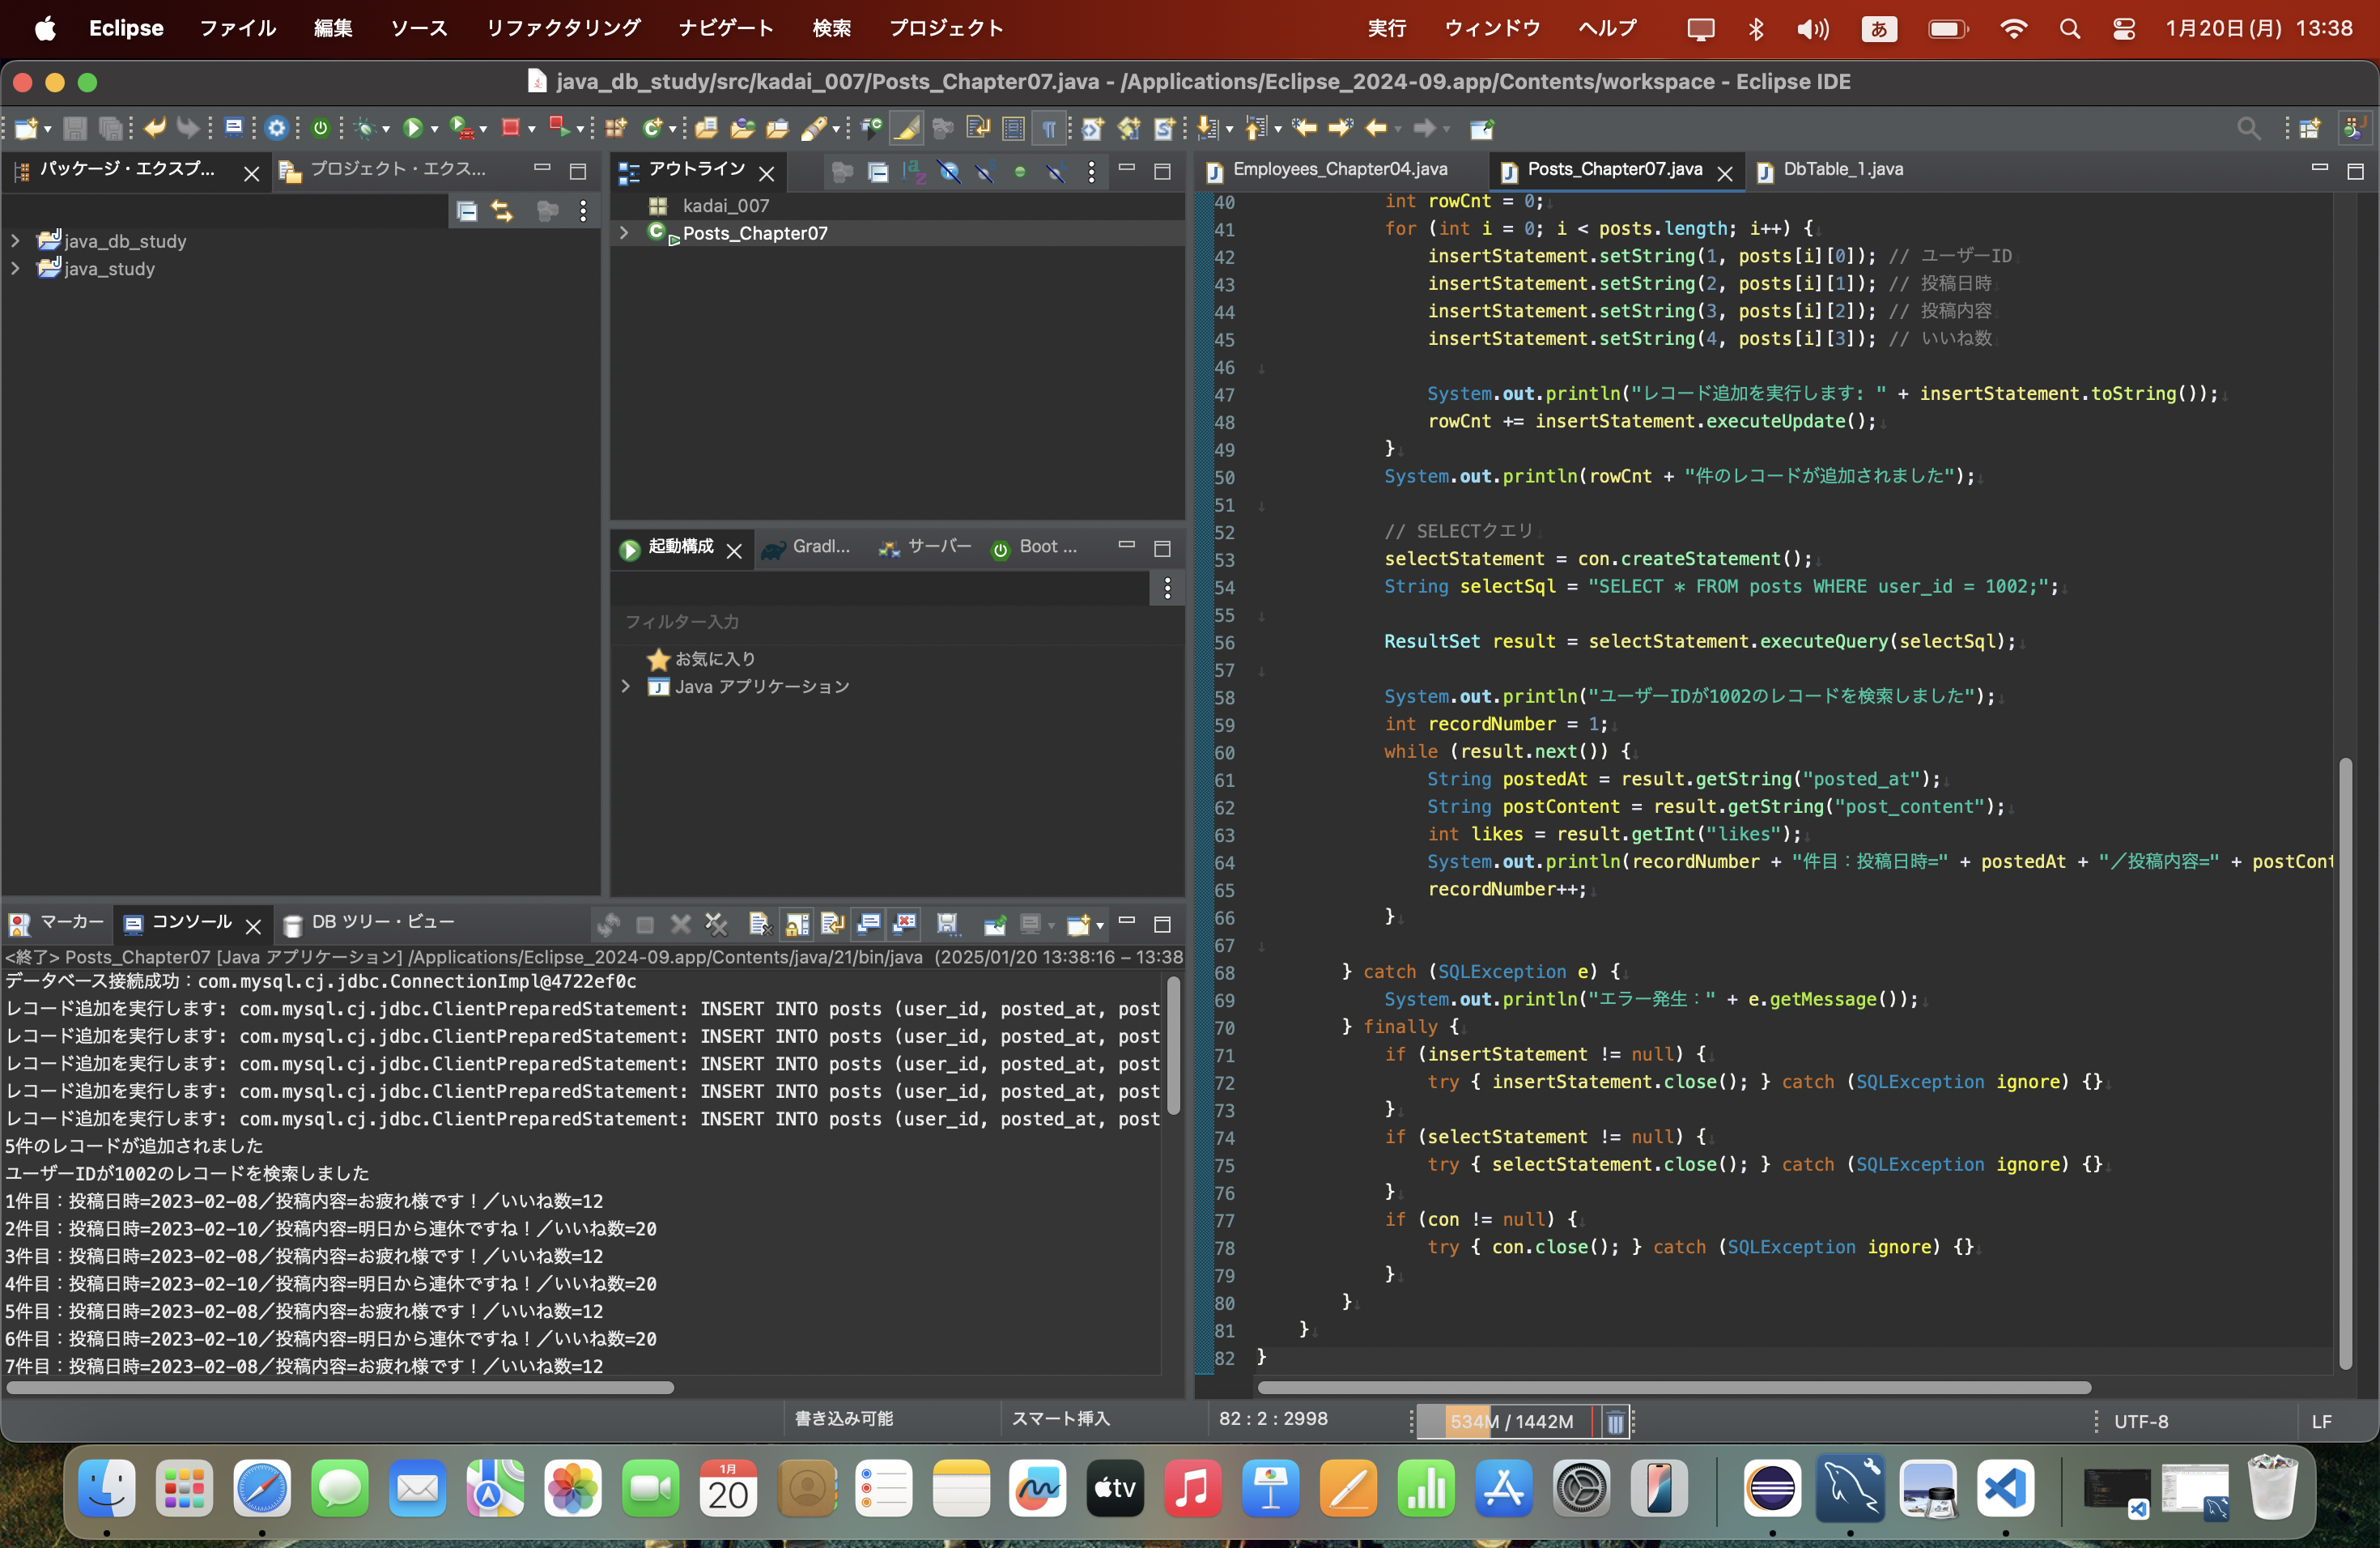 Eclipse ファイル 編集 ソース リファクタリング ナビゲート 検索 プロジェクト 実行 ウィンドウ ヘルプ あ 1月20日(月) 13:38
java_db_study/src/kadai_007/Posts_Chapter07.java - /Applications/Eclipse_2024-09.app/Contents/workspace - Eclipse IDE
パッケージ・エクスプ...
プロジェクト・エクス...
java_db_study
java_study
アウトライン
kadai_007
Posts_Chapter07
起動構成
Gradl...
サーバー
Boot ...
フィルター入力
お気に入り
Java アプリケーション
Employees_Chapter04.java
Posts_Chapter07.java
DbTable_1.java
40 int rowCnt = 0;
41 for (int i = 0; i < posts.length; i++) {
42 insertStatement.setString(1, posts[i][0]); // ユーザーID
43 insertStatement.setString(2, posts[i][1]); // 投稿日時
44 insertStatement.setString(3, posts[i][2]); // 投稿内容
45 insertStatement.setString(4, posts[i][3]); // いいね数
46
47 System.out.println("レコード追加を実行します: " + insertStatement.toString());
48 rowCnt += insertStatement.executeUpdate();
49 }
50 System.out.println(rowCnt + "件のレコードが追加されました");
51
52 // SELECTクエリ
53 selectStatement = con.createStatement();
54 String selectSql = "SELECT * FROM posts WHERE user_id = 1002;";
55
56 ResultSet result = selectStatement.executeQuery(selectSql);
57
58 System.out.println("ユーザーIDが1002のレコードを検索しました");
59 int recordNumber = 1;
60 while (result.next()) {
61 String postedAt = result.getString("posted_at");
62 String postContent = result.getString("post_content");
63 int likes = result.getInt("likes");
64 System.out.println(recordNumber + "件目：投稿日時=" + postedAt + "／投稿内容=" + postCont
65 recordNumber++;
66 }
67
68 } catch (SQLException e) {
69 System.out.println("エラー発生：" + e.getMessage());
70 } finally {
71 if (insertStatement != null) {
72 try { insertStatement.close(); } catch (SQLException ignore) {}
73 }
74 if (selectStatement != null) {
75 try { selectStatement.close(); } catch (SQLException ignore) {}
76 }
77 if (con != null) {
78 try { con.close(); } catch (SQLException ignore) {}
79 }
80 }
81 }
82 }
マーカー
コンソール
DB ツリー・ビュー
<終了> Posts_Chapter07 [Java アプリケーション] /Applications/Eclipse_2024-09.app/Contents/java/21/bin/java (2025/01/20 13:38:16 – 13:38
データベース接続成功：com.mysql.cj.jdbc.ConnectionImpl@4722ef0c
レコード追加を実行します: com.mysql.cj.jdbc.ClientPreparedStatement: INSERT INTO posts (user_id, posted_at, post
レコード追加を実行します: com.mysql.cj.jdbc.ClientPreparedStatement: INSERT INTO posts (user_id, posted_at, post
レコード追加を実行します: com.mysql.cj.jdbc.ClientPreparedStatement: INSERT INTO posts (user_id, posted_at, post
レコード追加を実行します: com.mysql.cj.jdbc.ClientPreparedStatement: INSERT INTO posts (user_id, posted_at, post
レコード追加を実行します: com.mysql.cj.jdbc.ClientPreparedStatement: INSERT INTO posts (user_id, posted_at, post
5件のレコードが追加されました
ユーザーIDが1002のレコードを検索しました
1件目：投稿日時=2023-02-08／投稿内容=お疲れ様です！／いいね数=12
2件目：投稿日時=2023-02-10／投稿内容=明日から連休ですね！／いいね数=20
3件目：投稿日時=2023-02-08／投稿内容=お疲れ様です！／いいね数=12
4件目：投稿日時=2023-02-10／投稿内容=明日から連休ですね！／いいね数=20
5件目：投稿日時=2023-02-08／投稿内容=お疲れ様です！／いいね数=12
6件目：投稿日時=2023-02-10／投稿内容=明日から連休ですね！／いいね数=20
7件目：投稿日時=2023-02-08／投稿内容=お疲れ様です！／いいね数=12
書き込み可能
スマート挿入
82 : 2 : 2998
534M / 1442M
UTF-8
LF
1月
20
tv